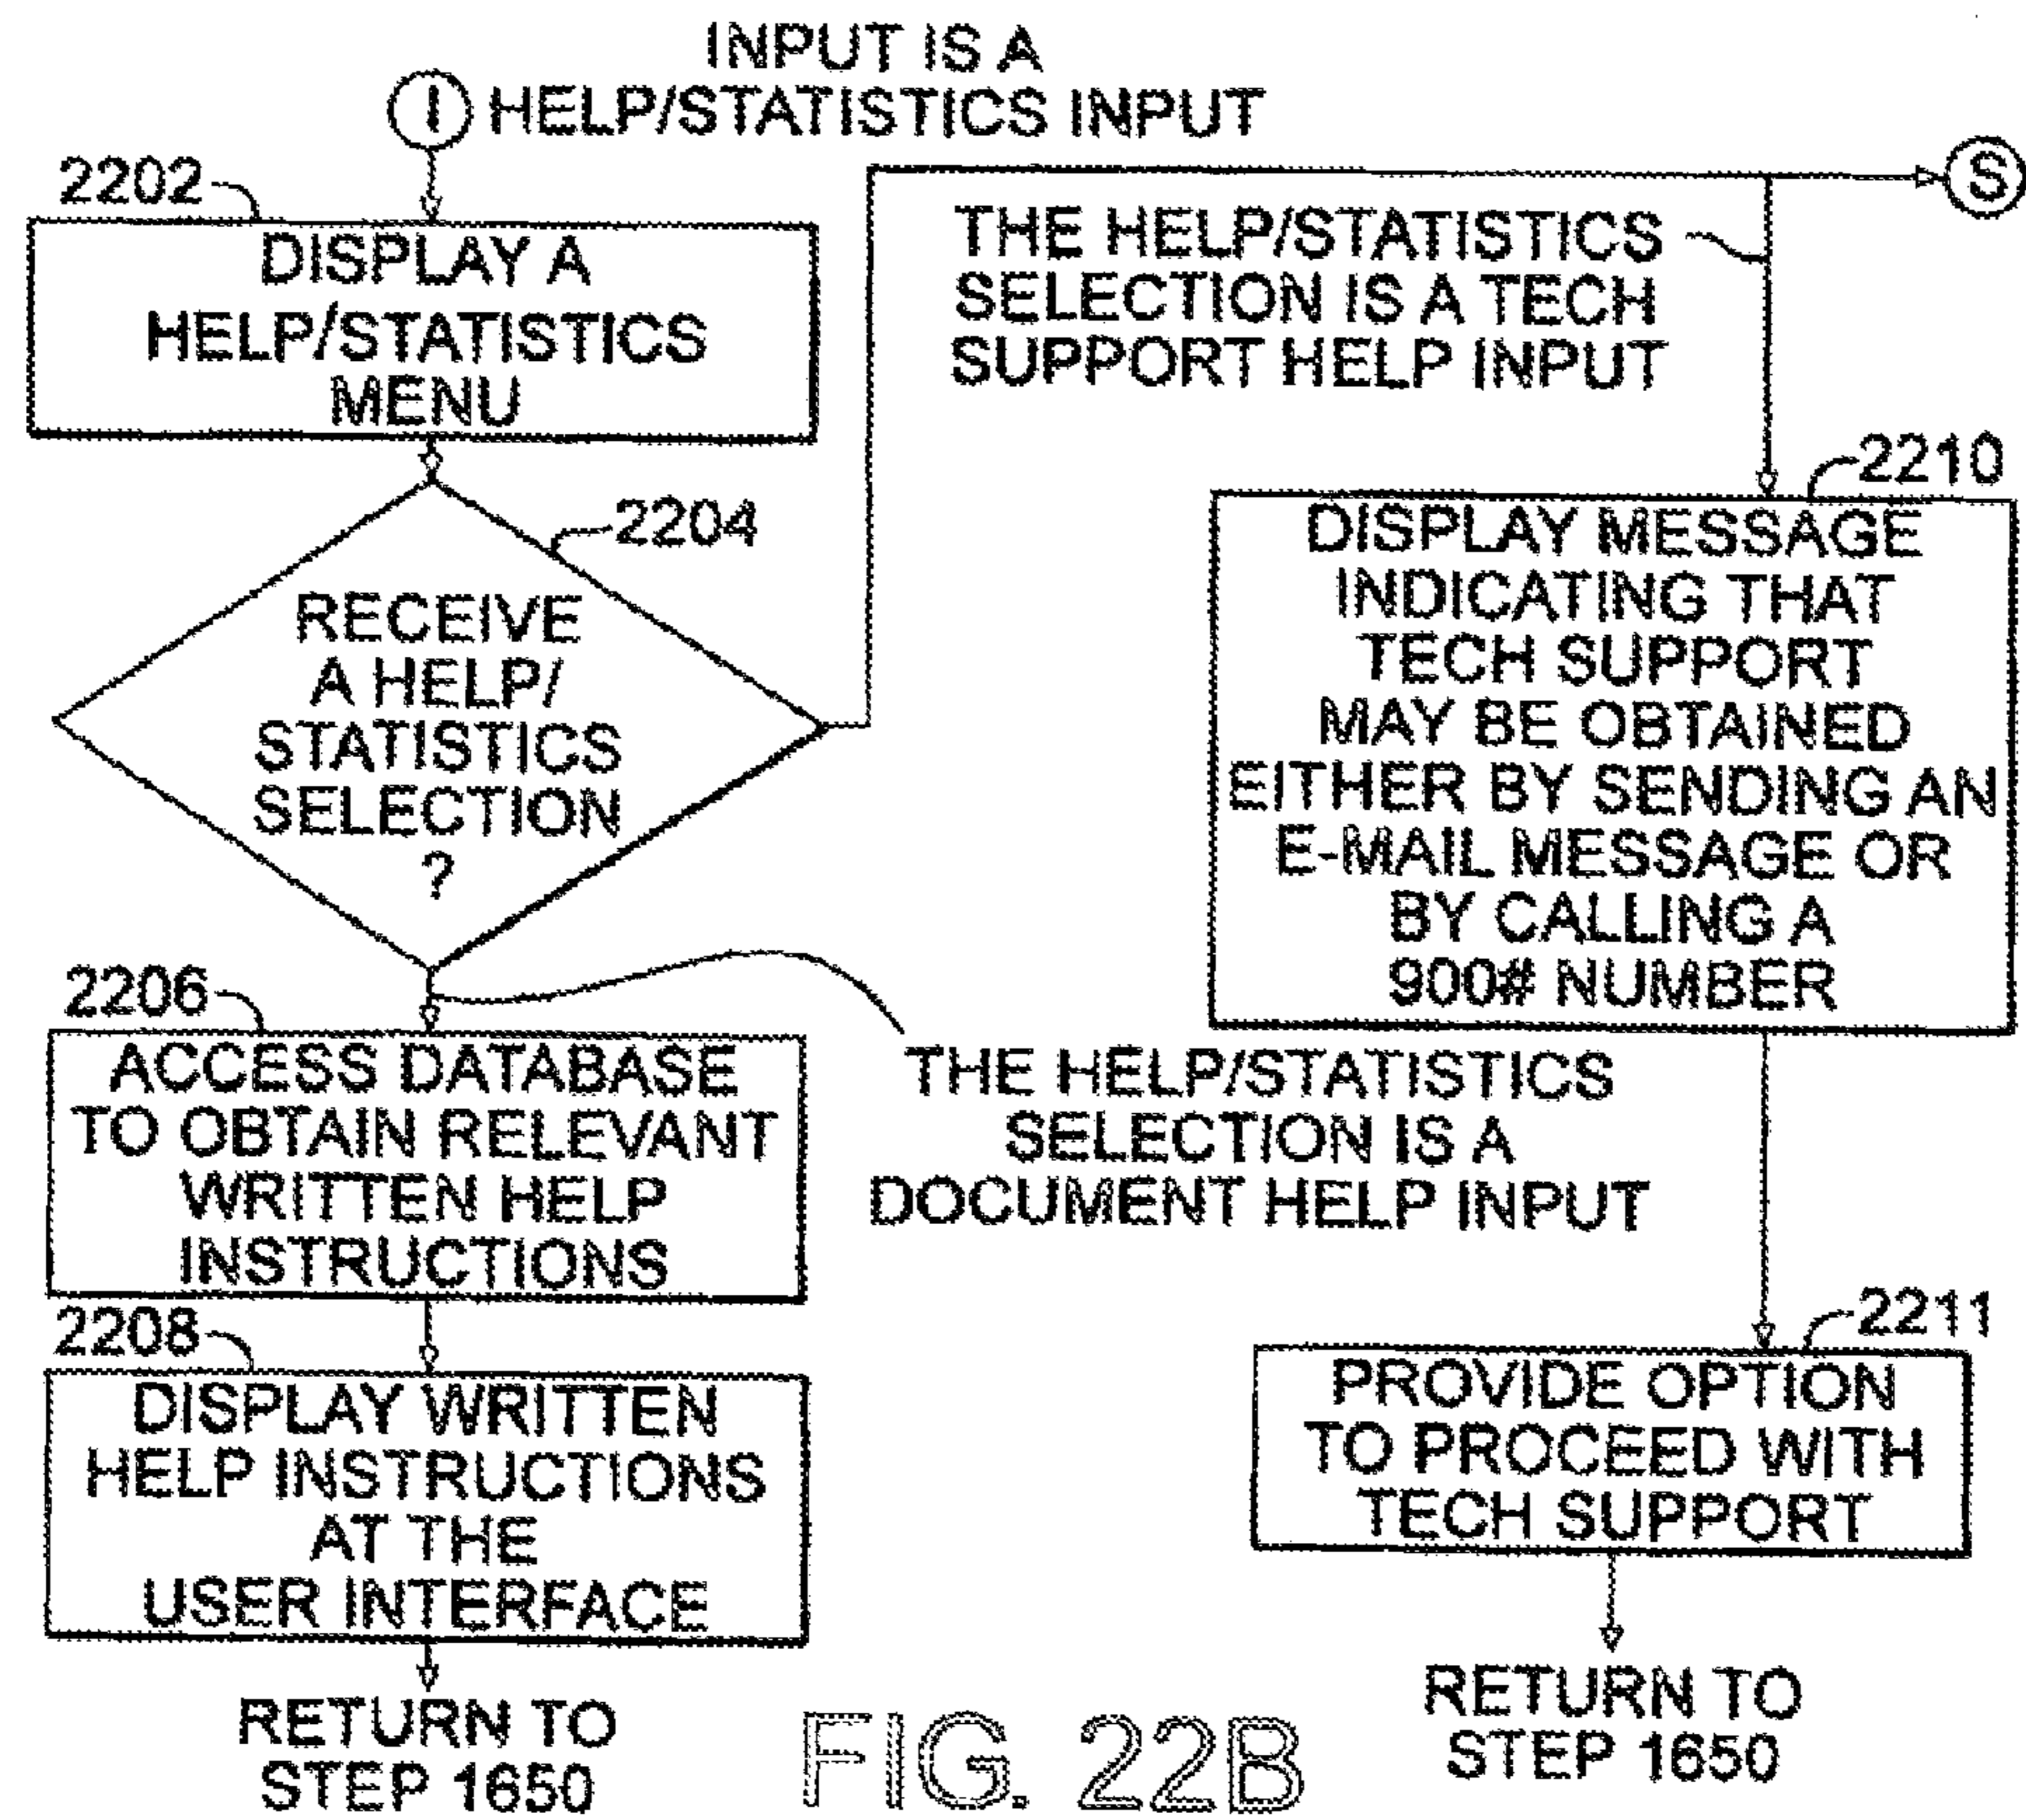 INPUT IS A
I HELP/STATISTICS INPUT
S
2202
DISPLAY A
HELP/STATISTICS
MENU
THE HELP/STATISTICS
SELECTION IS A TECH
SUPPORT HELP INPUT
2204
RECEIVE
A HELP/
STATISTICS
SELECTION
?
2210
DISPLAY MESSAGE
INDICATING THAT
TECH SUPPORT
MAY BE OBTAINED
EITHER BY SENDING AN
E-MAIL MESSAGE OR
BY CALLING A
900# NUMBER
2206
ACCESS DATABASE
TO OBTAIN RELEVANT
WRITTEN HELP
INSTRUCTIONS
THE HELP/STATISTICS
SELECTION IS A
DOCUMENT HELP INPUT
2208
DISPLAY WRITTEN
HELP INSTRUCTIONS
AT THE
USER INTERFACE
2211
PROVIDE OPTION
TO PROCEED WITH
TECH SUPPORT
RETURN TO
STEP 1650
RETURN TO
STEP 1650
FIG. 22B